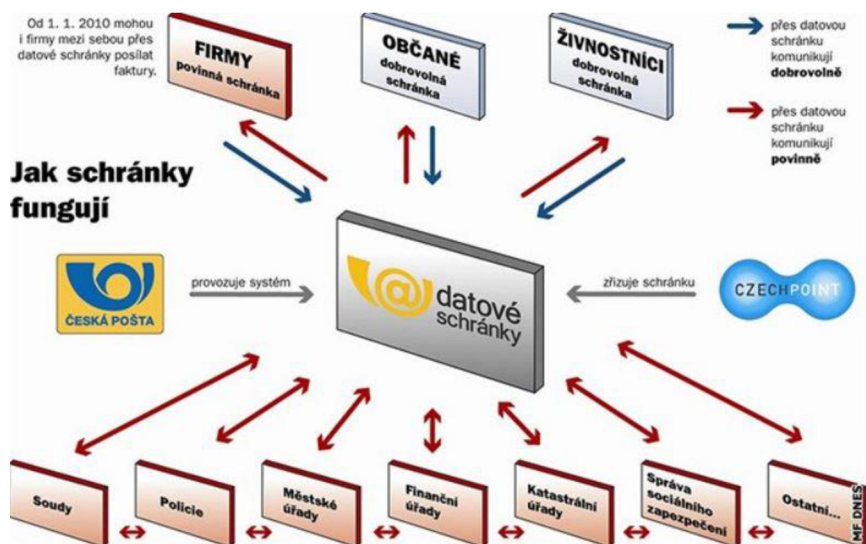 Od 1. 1. 2010 mohou
i firmy mezi sebou přes
datové schránky posílat
faktury.
FIRMY
povinná schránka
OBČANÉ
dobrovolná
schránka
ŽIVNOSTNÍCI
dobrovolná
schránka
přes datovou
schránku
komunikují
dobrovolně
přes datovou
schránku
komunikují
povinně
Jak schránky
fungují
ČESKÁ POŠTA
provozuje systém
@ datové
schránky
zřizuje schránku
CZECHPOINT
Soudy
Policie
Městské
úřady
Finanční
úřady
Katastrální
úřady
Správa
sociálního
zapezpečení
Ostatní...
MF DNES